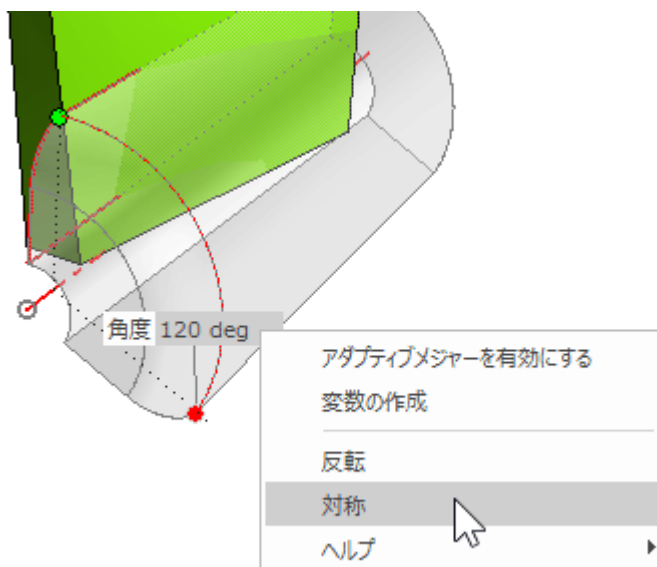 角度 120 deg
アダプティブメジャーを有効にする
変数の作成
反転
対称
ヘルプ